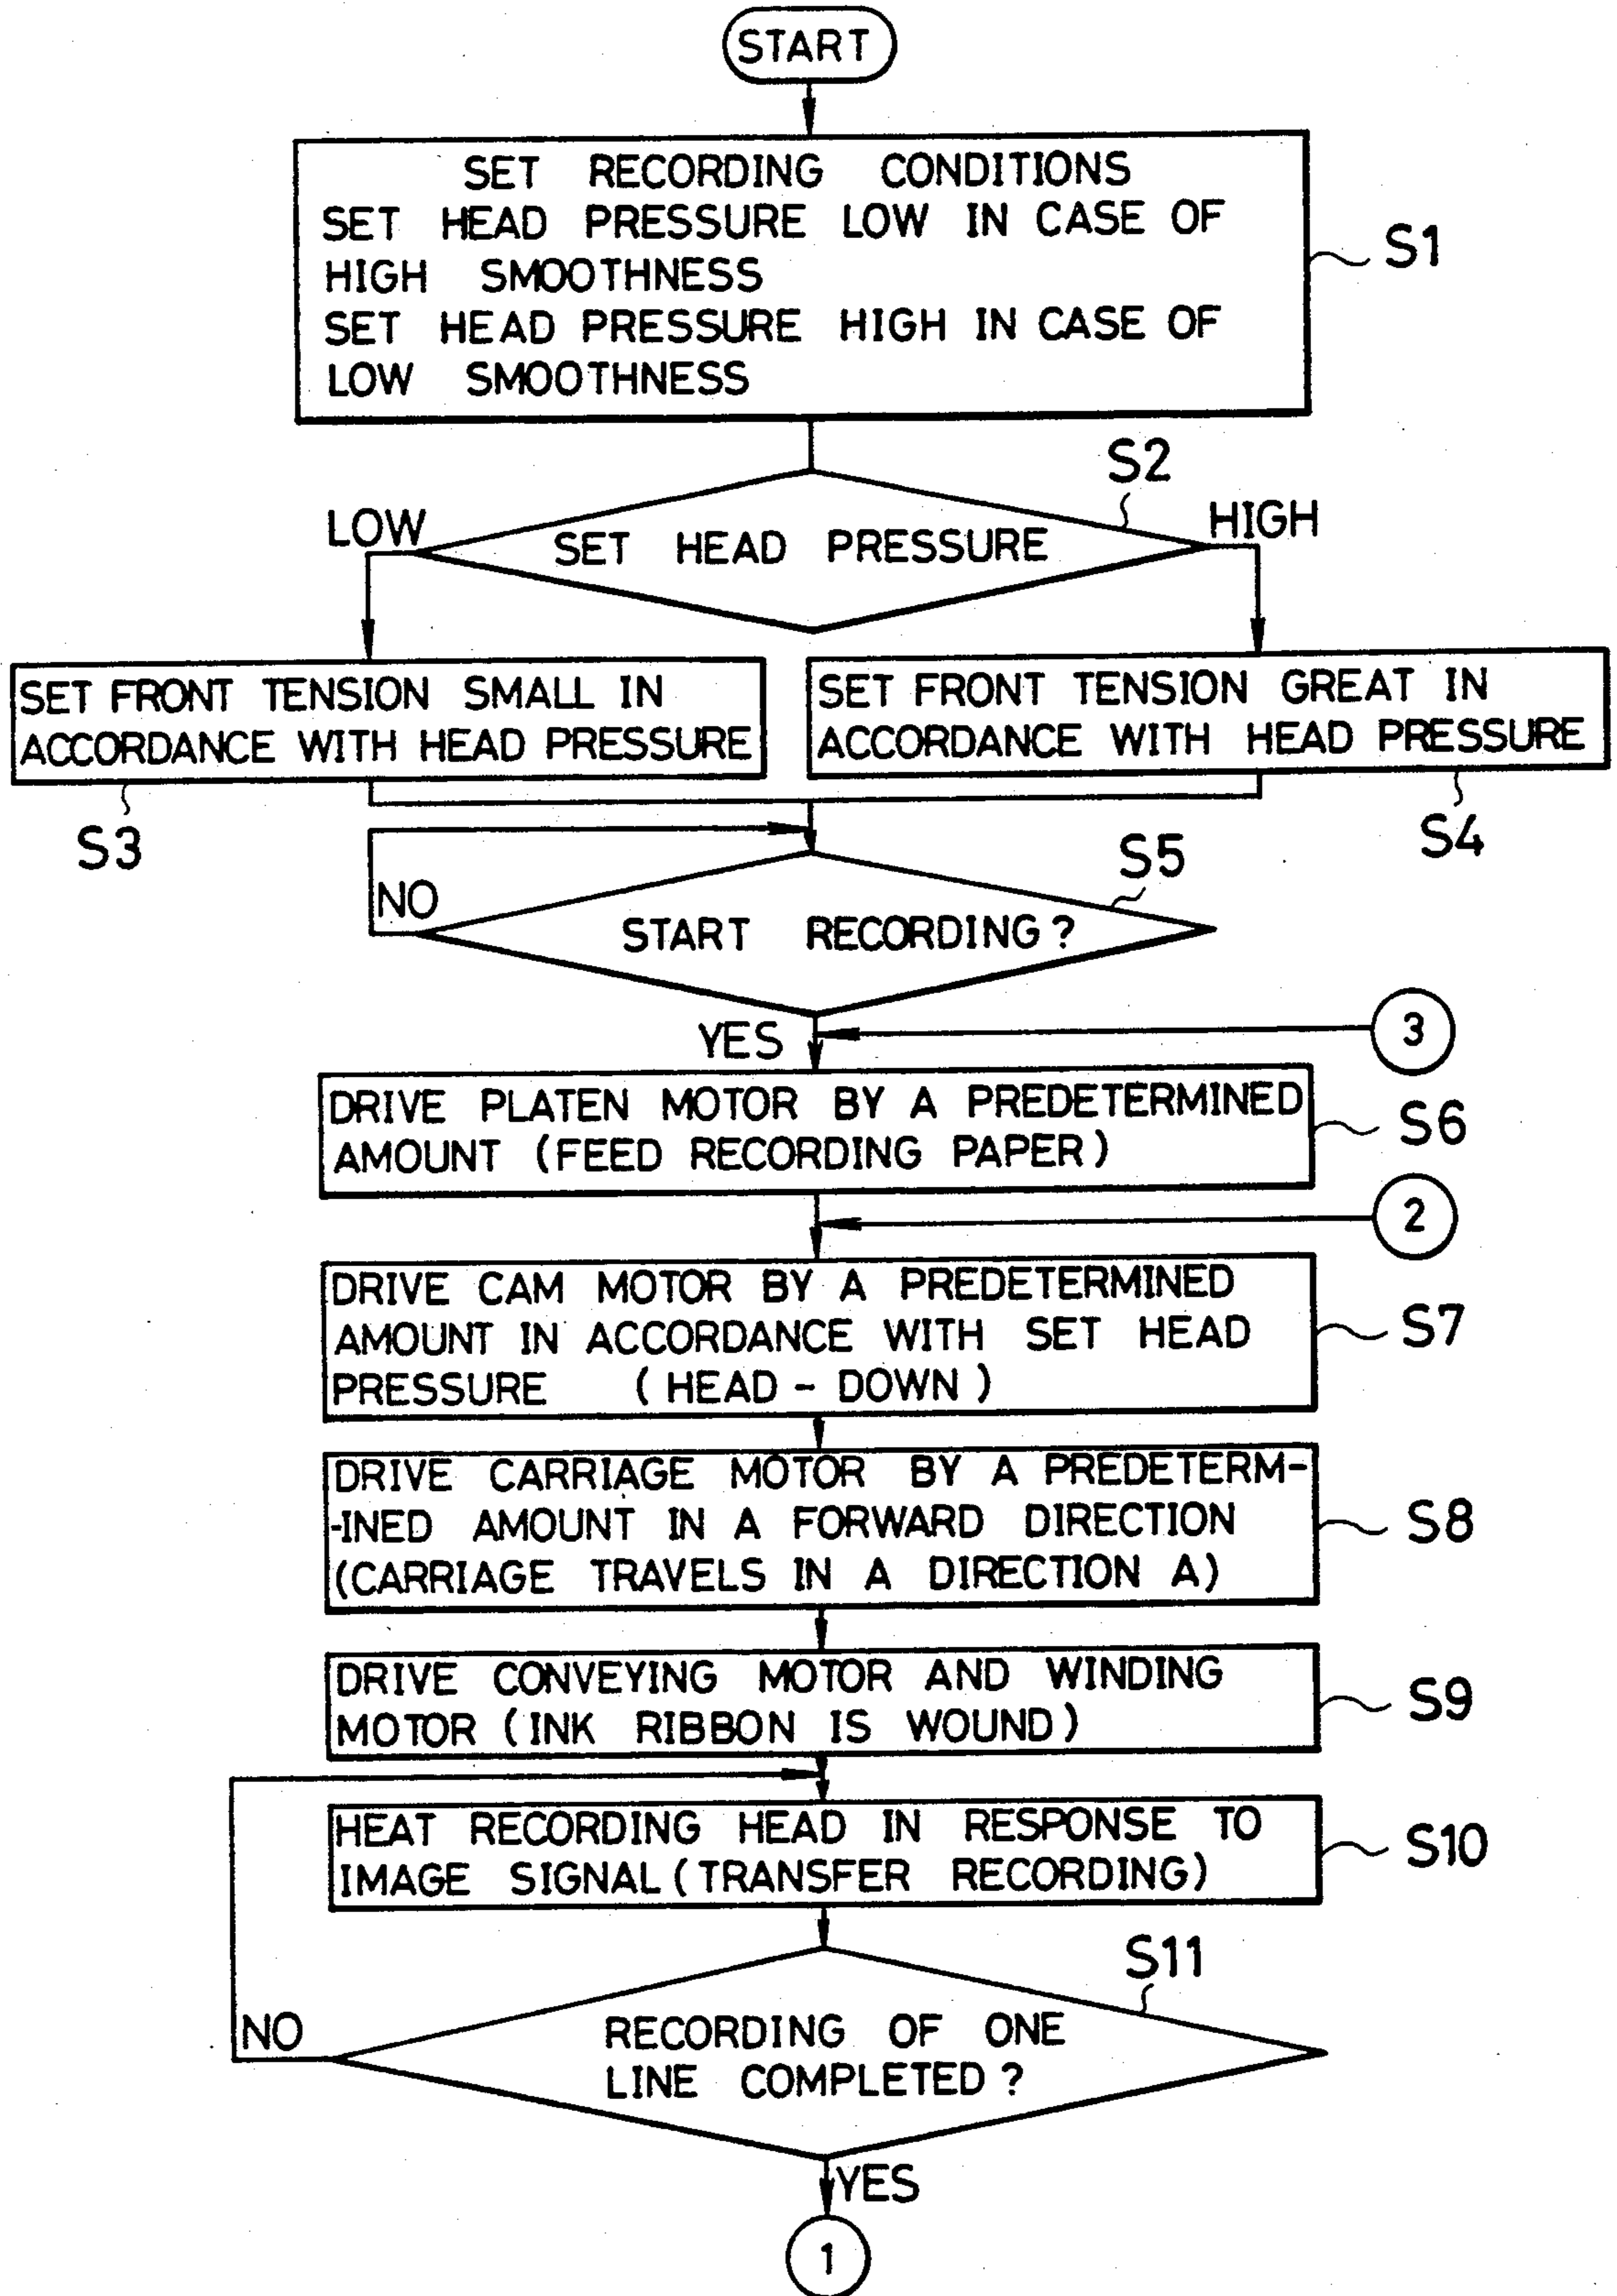 START
SET RECORDING CONDITIONS
SET HEAD PRESSURE LOW IN CASE OF
HIGH SMOOTHNESS
SET HEAD PRESSURE HIGH IN CASE OF
LOW SMOOTHNESS
S1
S2
LOW
SET HEAD PRESSURE
HIGH
SET FRONT TENSION SMALL IN
ACCORDANCE WITH HEAD PRESSURE
S3
SET FRONT TENSION GREAT IN
ACCORDANCE WITH HEAD PRESSURE
S4
S5
NO
START RECORDING?
YES
3
DRIVE PLATEN MOTOR BY A PREDETERMINED
AMOUNT (FEED RECORDING PAPER)
S6
2
DRIVE CAM MOTOR BY A PREDETERMINED
AMOUNT IN ACCORDANCE WITH SET HEAD
PRESSURE (HEAD - DOWN)
S7
DRIVE CARRIAGE MOTOR BY A PREDETERM-
-INED AMOUNT IN A FORWARD DIRECTION
(CARRIAGE TRAVELS IN A DIRECTION A)
S8
DRIVE CONVEYING MOTOR AND WINDING
MOTOR (INK RIBBON IS WOUND)
S9
HEAT RECORDING HEAD IN RESPONSE TO
IMAGE SIGNAL (TRANSFER RECORDING)
S10
S11
NO
RECORDING OF ONE
LINE COMPLETED?
YES
1